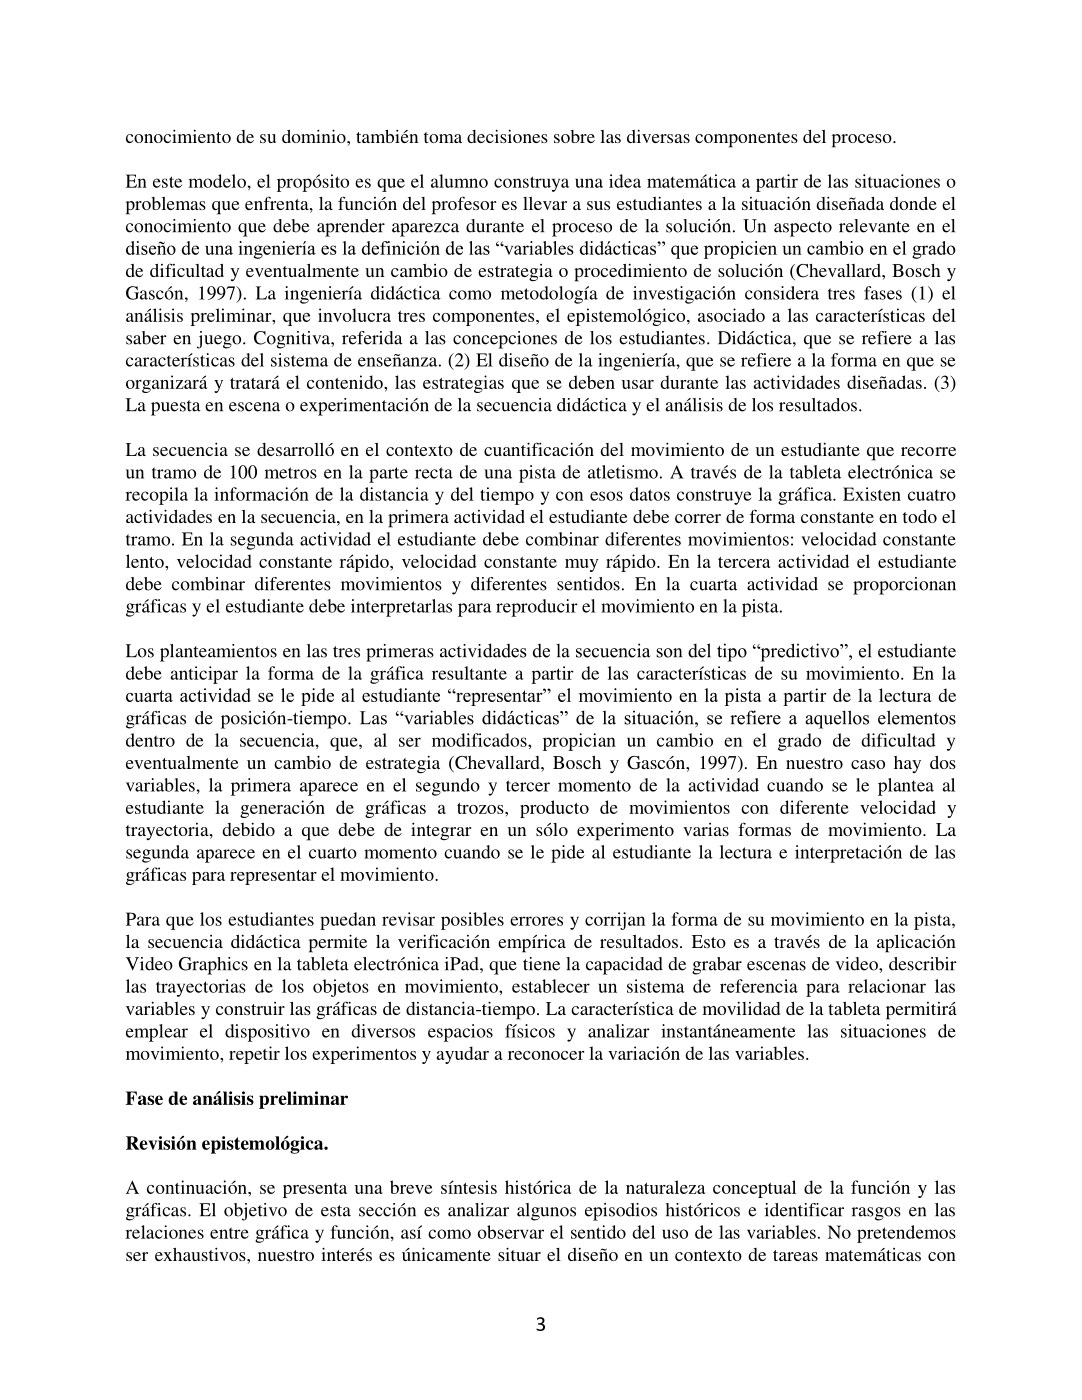 conocimiento de su dominio, también toma decisiones sobre las diversas componentes del proceso.
En este modelo, el propósito es que el alumno construya una idea matemática a partir de las situaciones o
problemas que enfrenta, la función del profesor es llevar a sus estudiantes a la situación diseñada donde el
conocimiento que debe aprender aparezca durante el proceso de la solución. Un aspecto relevante en el
diseño de una ingeniería es la definición de las “variables didácticas” que propicien un cambio en el grado
de dificultad y eventualmente un cambio de estrategia o procedimiento de solución (Chevallard, Bosch y
Gascón, 1997). La ingeniería didáctica como metodología de investigación considera tres fases (1) el
análisis preliminar, que involucra tres componentes, el epistemológico, asociado a las características del
saber en juego. Cognitiva, referida a las concepciones de los estudiantes. Didáctica, que se refiere a las
características del sistema de enseñanza. (2) El diseño de la ingeniería, que se refiere a la forma en que se
organizará y tratará el contenido, las estrategias que se deben usar durante las actividades diseñadas. (3)
La puesta en escena o experimentación de la secuencia didáctica y el análisis de los resultados.
La secuencia se desarrolló en el contexto de cuantificación del movimiento de un estudiante que recorre
un tramo de 100 metros en la parte recta de una pista de atletismo. A través de la tableta electrónica se
recopila la información de la distancia y del tiempo y con esos datos construye la gráfica. Existen cuatro
actividades en la secuencia, en la primera actividad el estudiante debe correr de forma constante en todo el
tramo. En la segunda actividad el estudiante debe combinar diferentes movimientos: velocidad constante
lento, velocidad constante rápido, velocidad constante muy rápido. En la tercera actividad el estudiante
debe combinar diferentes movimientos y diferentes sentidos. En la cuarta actividad se proporcionan
gráficas y el estudiante debe interpretarlas para reproducir el movimiento en la pista.
Los planteamientos en las tres primeras actividades de la secuencia son del tipo “predictivo”, el estudiante
debe anticipar la forma de la gráfica resultante a partir de las características de su movimiento. En la
cuarta actividad se le pide al estudiante “representar” el movimiento en la pista a partir de la lectura de
gráficas de posición-tiempo. Las “variables didácticas” de la situación, se refiere a aquellos elementos
dentro de la secuencia, que, al ser modificados, propician un cambio en el grado de dificultad y
eventualmente un cambio de estrategia (Chevallard, Bosch y Gascón, 1997). En nuestro caso hay dos
variables, la primera aparece en el segundo y tercer momento de la actividad cuando se le plantea al
estudiante la generación de gráficas a trozos, producto de movimientos con diferente velocidad y
trayectoria, debido a que debe de integrar en un sólo experimento varias formas de movimiento. La
segunda aparece en el cuarto momento cuando se le pide al estudiante la lectura e interpretación de las
gráficas para representar el movimiento.
Para que los estudiantes puedan revisar posibles errores y corrijan la forma de su movimiento en la pista,
la secuencia didáctica permite la verificación empírica de resultados. Esto es a través de la aplicación
Video Graphics en la tableta electrónica iPad, que tiene la capacidad de grabar escenas de video, describir
las trayectorias de los objetos en movimiento, establecer un sistema de referencia para relacionar las
variables y construir las gráficas de distancia-tiempo. La característica de movilidad de la tableta permitirá
emplear el dispositivo en diversos espacios físicos y analizar instantáneamente las situaciones de
movimiento, repetir los experimentos y ayudar a reconocer la variación de las variables.
Fase de análisis preliminar
Revisión epistemológica.
A continuación, se presenta una breve síntesis histórica de la naturaleza conceptual de la función y las
gráficas. El objetivo de esta sección es analizar algunos episodios históricos e identificar rasgos en las
relaciones entre gráfica y función, así como observar el sentido del uso de las variables. No pretendemos
ser exhaustivos, nuestro interés es únicamente situar el diseño en un contexto de tareas matemáticas con
3